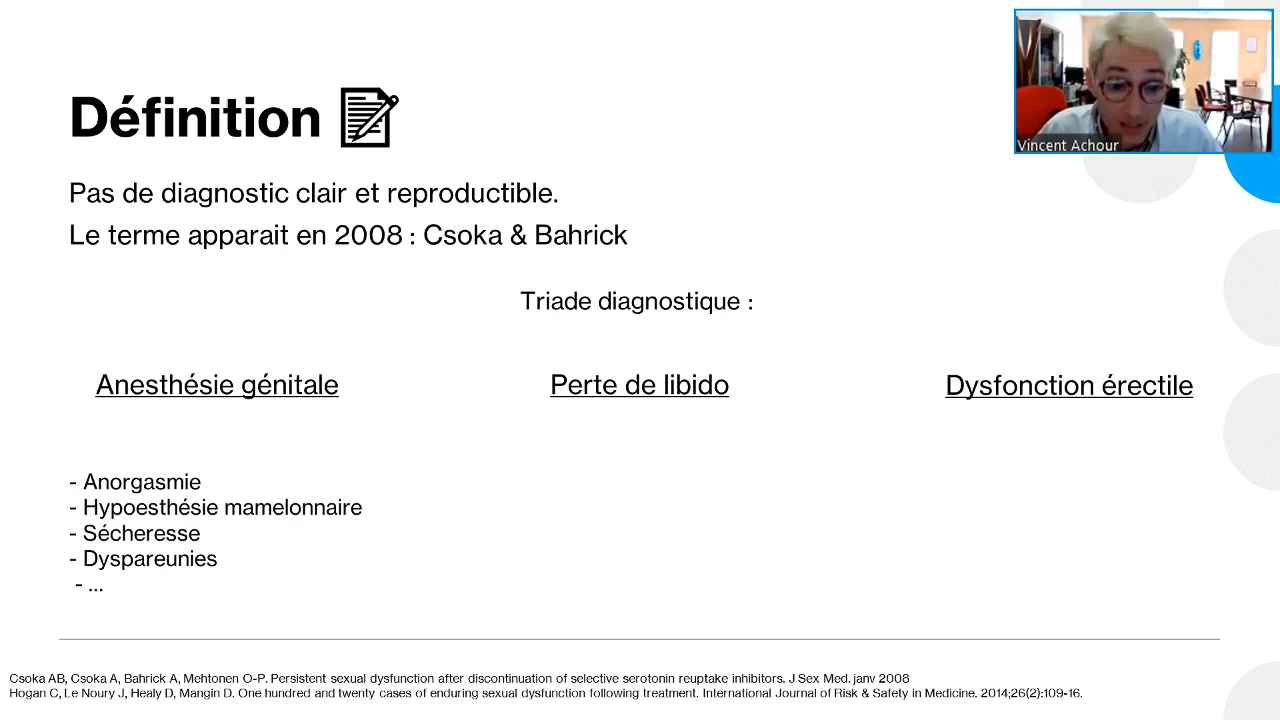 Vincent Achour
Définition
Pas de diagnostic clair et reproductible.
Le terme apparait en 2008 : Csoka & Bahrick
Triade diagnostique :
Anesthésie génitale
Perte de libido
Dysfonction érectile
- Anorgasmie
- Hypoesthésie mamelonnaire
- Sécheresse
- Dyspareunies
- ...
Csoka AB, Csoka A, Bahrick A, Mehtonen O-P. Persistent sexual dysfunction after discontinuation of selective serotonin reuptake inhibitors. J Sex Med. janv 2008
Hogan C, Le Noury J, Healy D, Mangin D. One hundred and twenty cases of enduring sexual dysfunction following treatment. International Journal of Risk & Safety in Medicine. 2014;26(2):109-16.